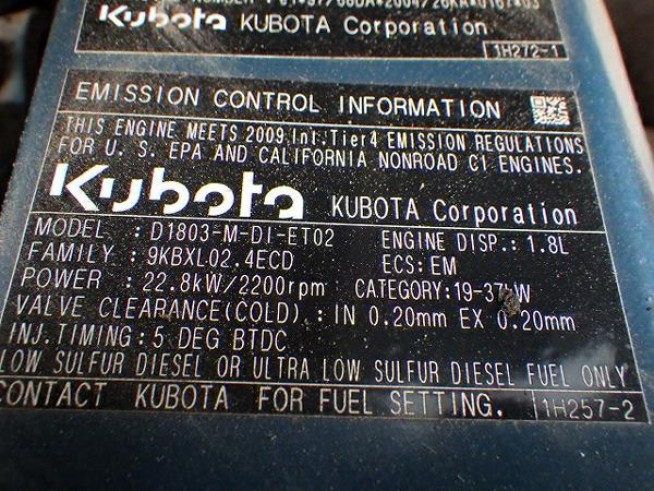 Kubota KUBOTA Corporation
1H272-1
EMISSION CONTROL INFORMATION
THIS ENGINE MEETS 2009 Int.Tier4 EMISSION REGULATIONS
FOR U. S. EPA AND CALIFORNIA NONROAD CI ENGINES.
Kubota KUBOTA Corporation
MODEL : D1803-M-DI-ET02 ENGINE DISP.: 1.8L
FAMILY : 9KBXL02.4ECD ECS: EM
POWER : 22.8kW/2200rpm CATEGORY:19-37kW
VALVE CLEARANCE(COLD) : IN 0.20mm EX 0.20mm
INJ.TIMING:5 DEG BTDC
LOW SULFUR DIESEL OR ULTRA LOW SULFUR DIESEL FUEL ONLY
CONTACT KUBOTA FOR FUEL SETTING. 1H257-2